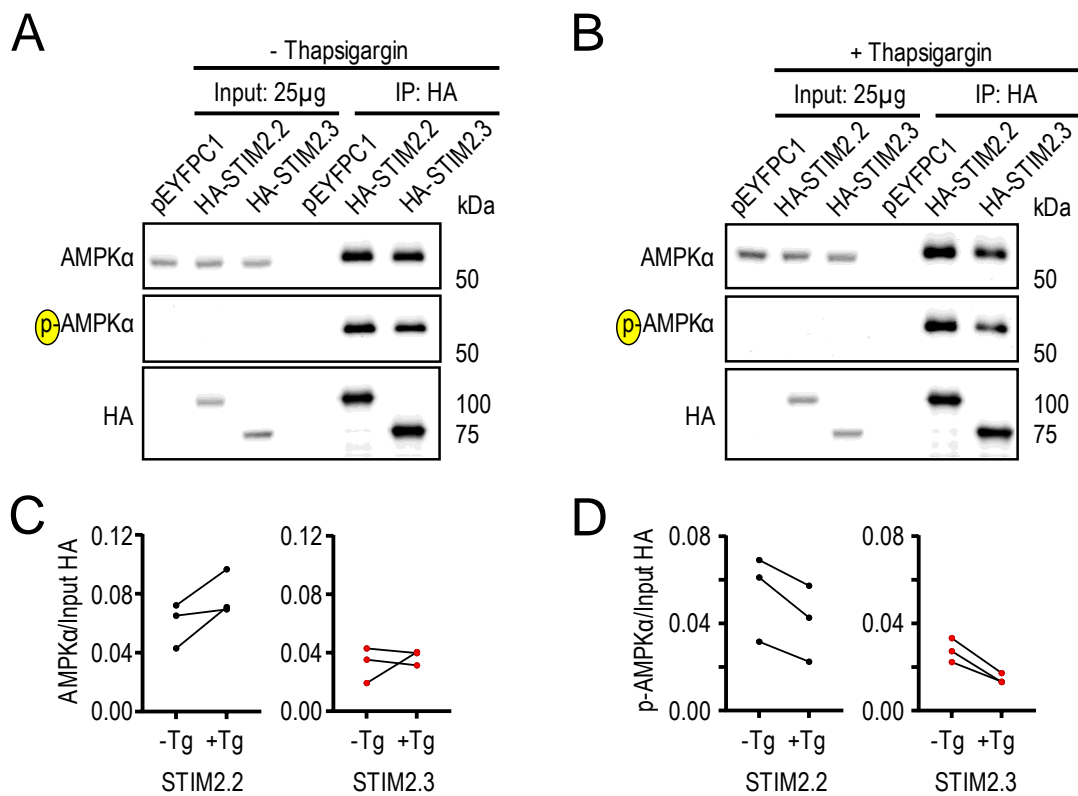 A
- Thapsigargin
Input: 25µg IP: HA
pEYFPC1 HA-STIM2.2 HA-STIM2.3 pEYFPC1 HA-STIM2.2 HA-STIM2.3
kDa
AMPKα
50
p-AMPKα
50
HA
100
75
B
+ Thapsigargin
Input: 25µg IP: HA
pEYFPC1 HA-STIM2.2 HA-STIM2.3 pEYFPC1 HA-STIM2.2 HA-STIM2.3
kDa
AMPKα
50
p-AMPKα
50
HA
100
75
C
AMPKα/Input HA
0.12
0.08
0.04
0.00
-Tg +Tg
STIM2.2
0.12
0.08
0.04
0.00
-Tg +Tg
STIM2.3
D
p-AMPKα/Input HA
0.08
0.04
0.00
-Tg +Tg
STIM2.2
0.08
0.04
0.00
-Tg +Tg
STIM2.3